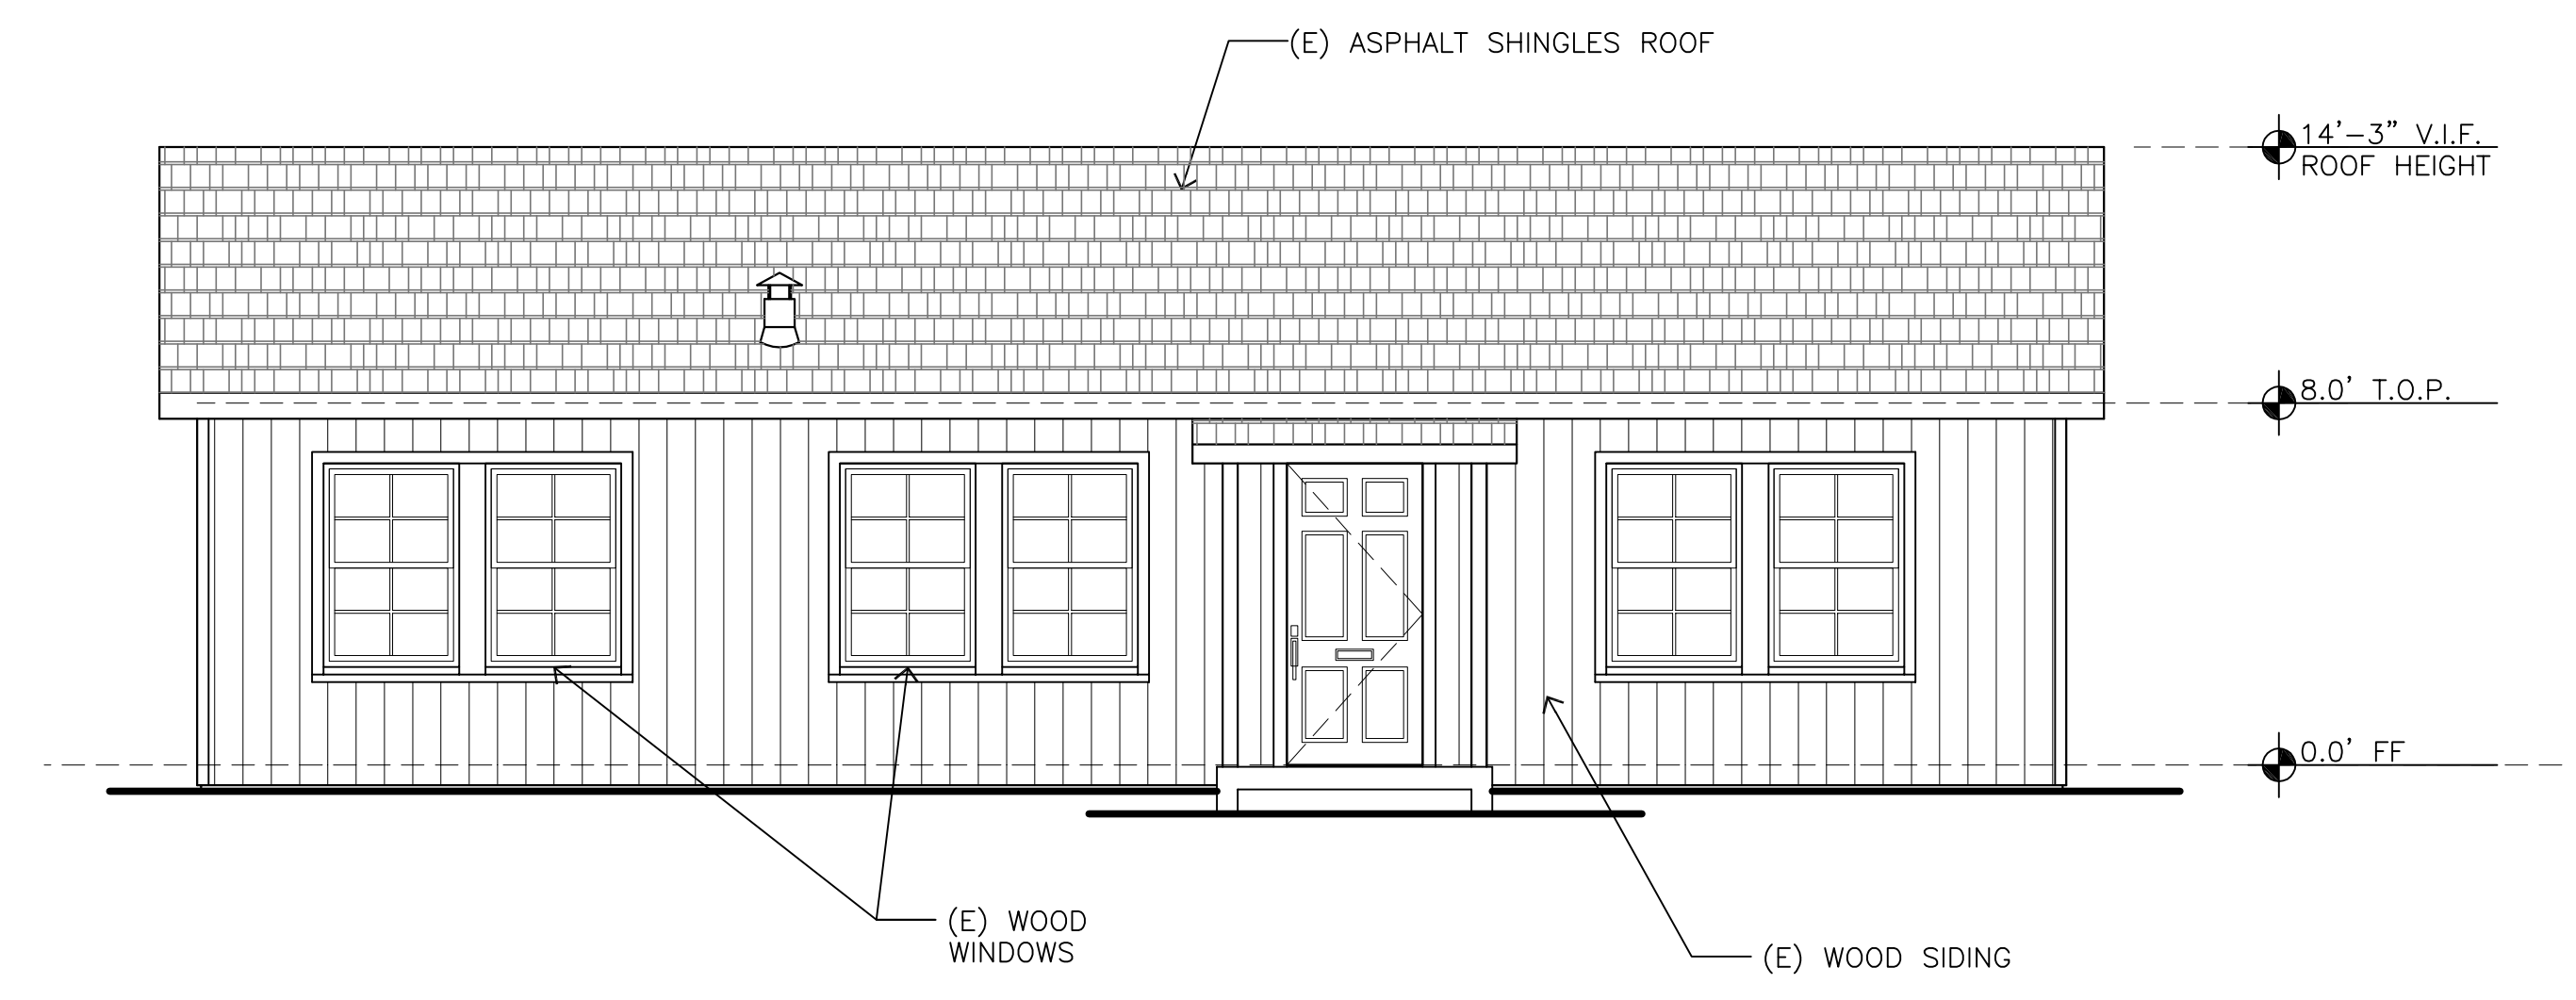 (E) ASPHALT SHINGLES ROOF
14'-3" V.I.F.
ROOF HEIGHT
8.0' T.O.P.
0.0' FF
(E) WOOD
WINDOWS
(E) WOOD SIDING